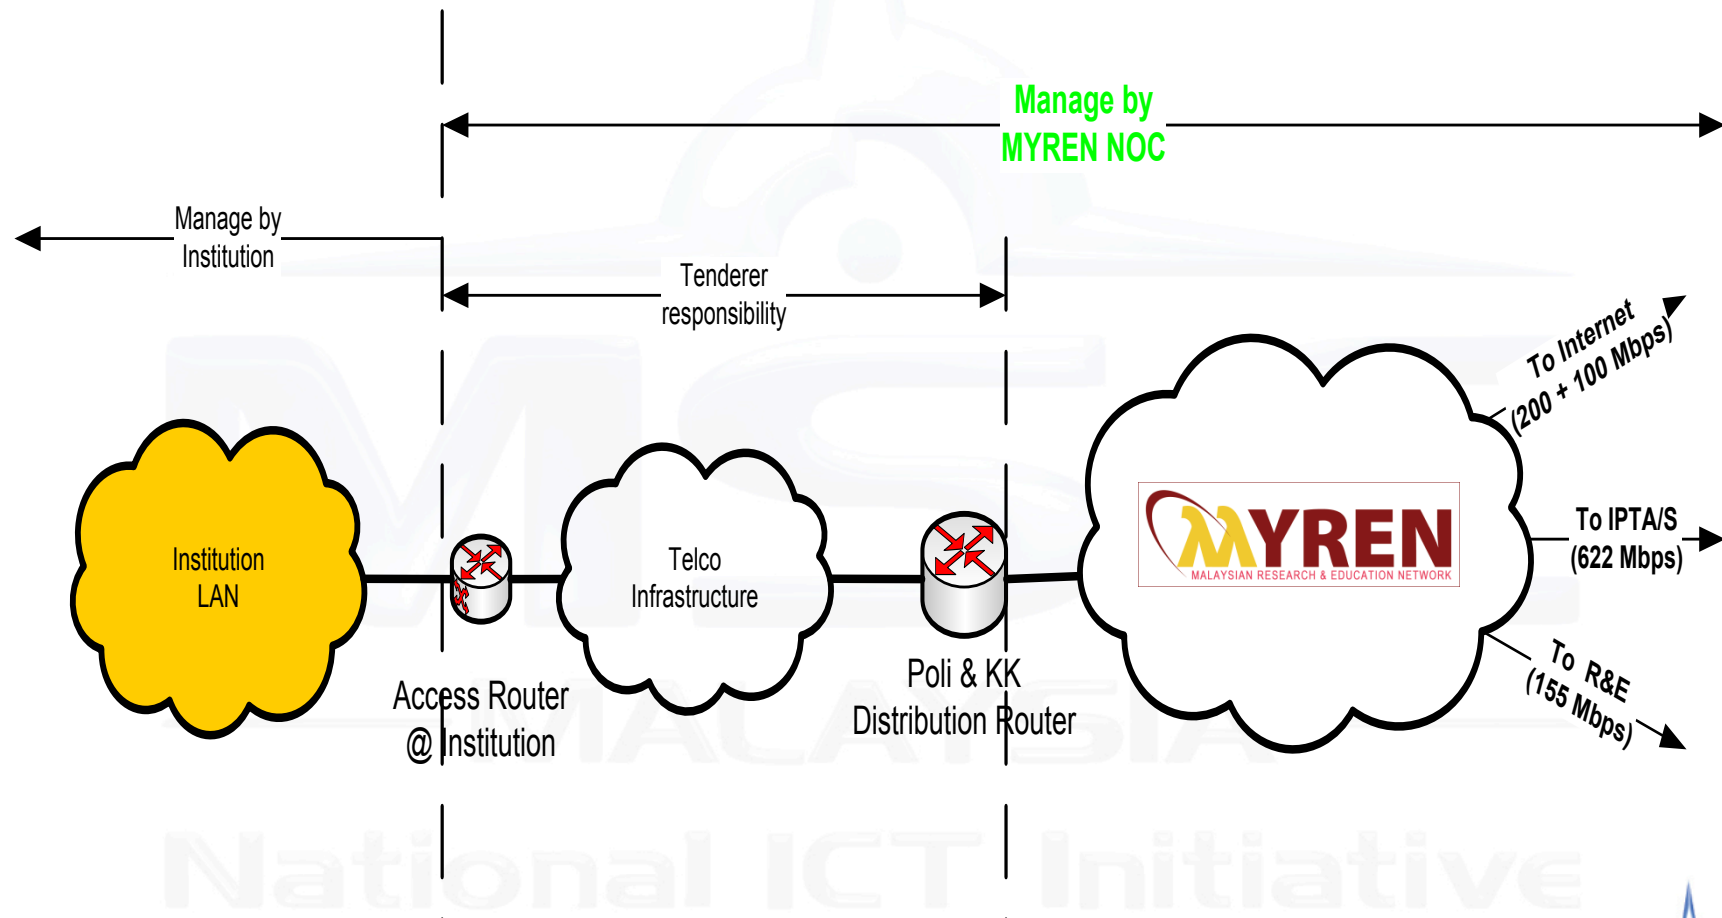 Manage by
MYREN NOC
Manage by
Institution
Tenderer
responsibility
To Internet
(200 + 100 Mbps)
Institution
LAN
Telco
Infrastructure
MYREN
MALAYSIAN RESEARCH & EDUCATION NETWORK
To IPTA/S
(622 Mbps)
To R&E
(155 Mbps)
Access Router
@ Institution
Poli & KK
Distribution Router
MSC
MALAYSIA
National ICT Initiative